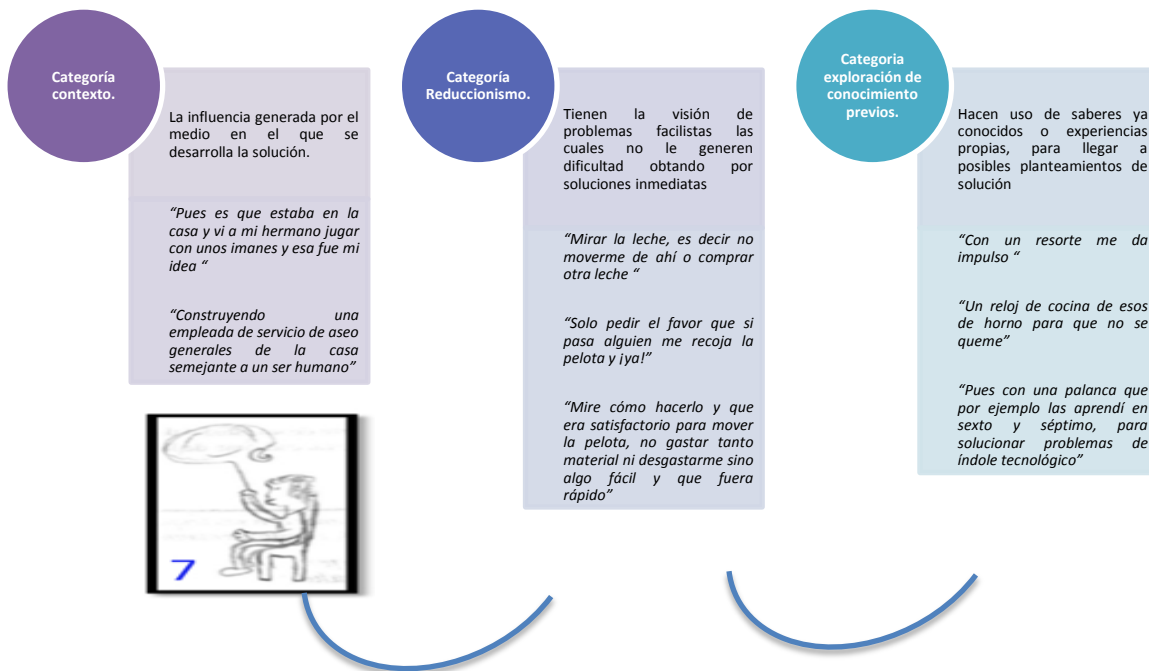 Categoría
contexto.
La influencia generada por el
medio en el que se
desarrolla la solución.
“Pues es que estaba en la
casa y vi a mi hermano jugar
con unos imanes y esa fue mi
idea “
“Construyendo una
empleada de servicio de aseo
generales de la casa
semejante a un ser humano”
7
Categoría
Reduccionismo.
Tienen la visión de
problemas facilistas las
cuales no le generen
dificultad obtando por
soluciones inmediatas
“Mirar la leche, es decir no
moverme de ahí o comprar
otra leche “
“Solo pedir el favor que si
pasa alguien me recoja la
pelota y ¡ya!”
“Mire cómo hacerlo y que
era satisfactorio para mover
la pelota, no gastar tanto
material ni desgastarme sino
algo fácil y que fuera
rápido”
Categoria
exploración de
conocimiento
previos.
Hacen uso de saberes ya
conocidos o experiencias
propias, para llegar a
posibles planteamientos de
solución
“Con un resorte me da
impulso “
“Un reloj de cocina de esos
de horno para que no se
queme”
“Pues con una palanca que
por ejemplo las aprendí en
sexto y séptimo, para
solucionar problemas de
índole tecnológico”